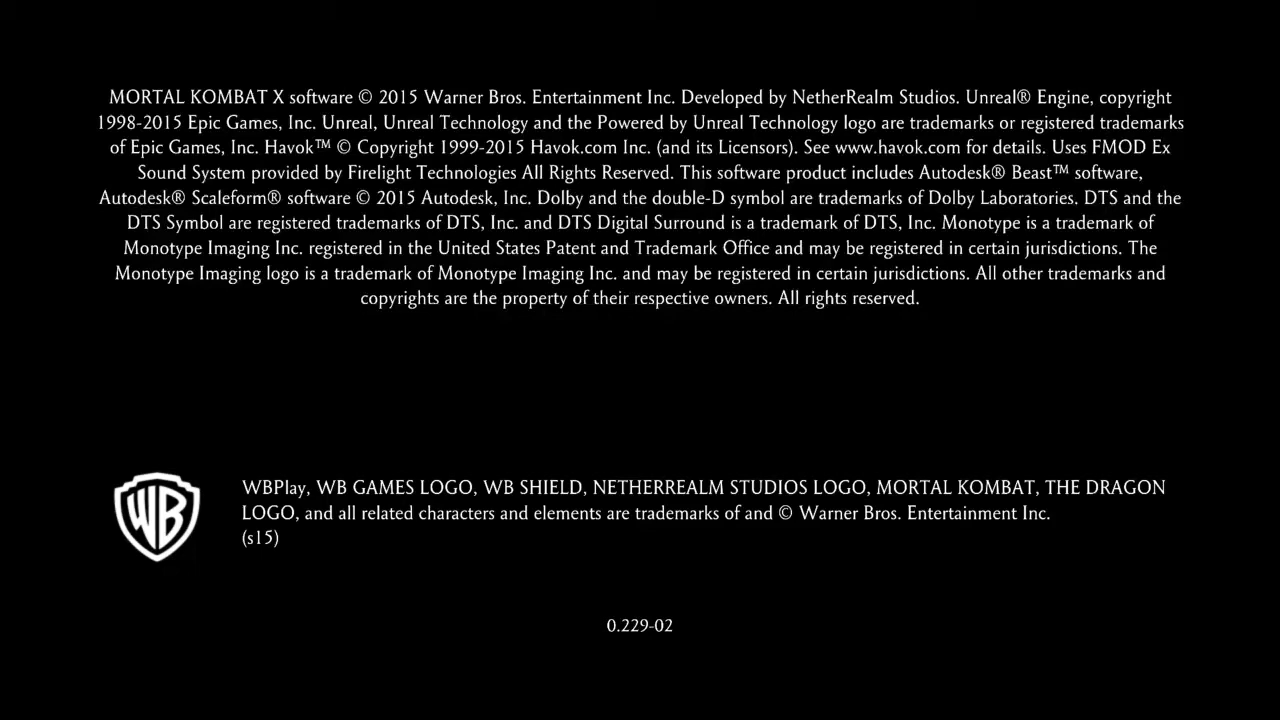 MORTAL KOMBAT X software © 2015 Warner Bros. Entertainment Inc. Developed by NetherRealm Studios. Unreal® Engine, copyright
1998-2015 Epic Games, Inc. Unreal, Unreal Technology and the Powered by Unreal Technology logo are trademarks or registered trademarks
of Epic Games, Inc. Havok™ © Copyright 1999-2015 Havok.com Inc. (and its Licensors). See www.havok.com for details. Uses FMOD Ex
Sound System provided by Firelight Technologies All Rights Reserved. This software product includes Autodesk® Beast™ software,
Autodesk® Scaleform® software © 2015 Autodesk, Inc. Dolby and the double-D symbol are trademarks of Dolby Laboratories. DTS and the
DTS Symbol are registered trademarks of DTS, Inc. and DTS Digital Surround is a trademark of DTS, Inc. Monotype is a trademark of
Monotype Imaging Inc. registered in the United States Patent and Trademark Office and may be registered in certain jurisdictions. The
Monotype Imaging logo is a trademark of Monotype Imaging Inc. and may be registered in certain jurisdictions. All other trademarks and
copyrights are the property of their respective owners. All rights reserved.
WB
WBPlay, WB GAMES LOGO, WB SHIELD, NETHERREALM STUDIOS LOGO, MORTAL KOMBAT, THE DRAGON
LOGO, and all related characters and elements are trademarks of and © Warner Bros. Entertainment Inc.
(s15)
0.229-02